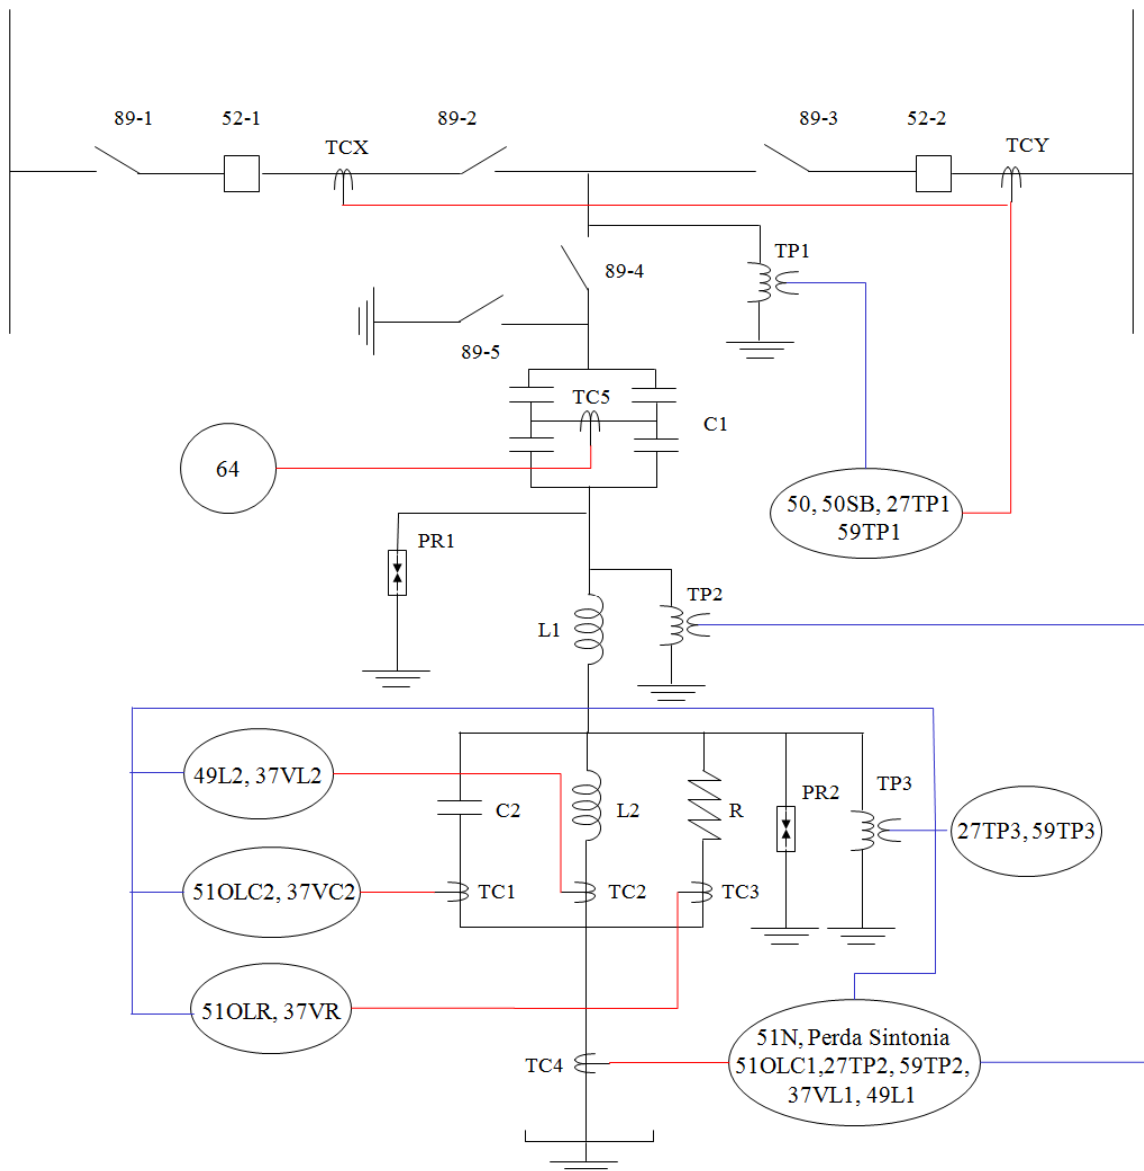 89-1
52-1
TCX
89-2
89-3
52-2
TCY
TP1
89-4
89-5
TC5
C1
64
50, 50SB, 27TP1
59TP1
PR1
TP2
L1
49L2, 37VL2
C2
L2
R
PR2
TP3
27TP3, 59TP3
51OLC2, 37VC2
TC1
TC2
TC3
51OLR, 37VR
51N, Perda Sintonia
51OLC1,27TP2, 59TP2,
37VL1, 49L1
TC4